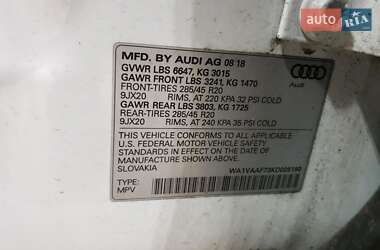 auto RIA
MFD. BY AUDI AG 08 18
GVWR LBS 6647, KG 3015
GAWR FRONT LBS 3241, KG 1470
FRONT-TIRES 285/45 R20
9JX20 RIMS, AT 220 KPA 32 PSI COLD
GAWR REAR LBS 3803, KG 1725
REAR-TIRES 285/45 R20
9JX20 RIMS, AT 240 KPA 35 PSI COLD
Audi
THIS VEHICLE CONFORMS TO ALL APPLICABLE
U.S. FEDERAL MOTOR VEHICLE SAFETY
STANDARDS IN EFFECT ON THE DATE OF
MANUFACTURE SHOWN ABOVE.
SLOVAKIA
TYPE:
MPV